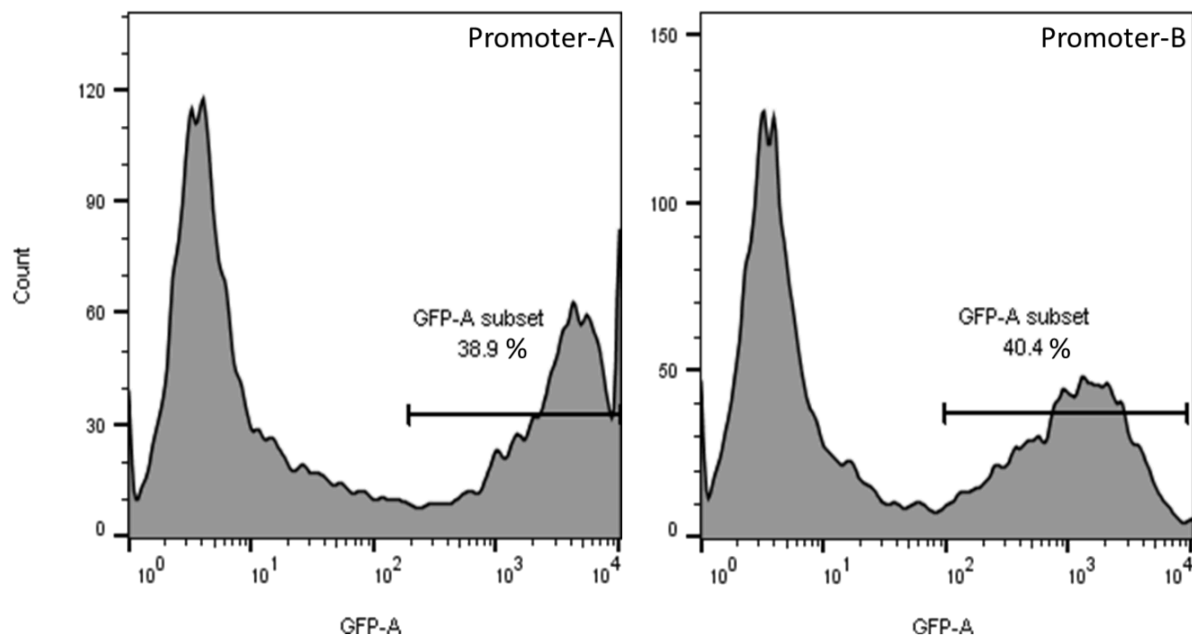 Promoter-A
120
90
60
30
0
Count
GFP-A subset
38.9 %
10⁰ 10¹ 10² 10³ 10⁴
GFP-A
Promoter-B
150
100
50
0
GFP-A subset
40.4 %
10⁰ 10¹ 10² 10³ 10⁴
GFP-A